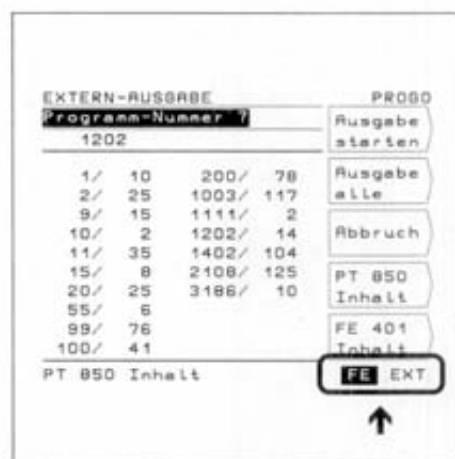 EXTERN-AUSGABE PROGO
Programm-Nummer ?
1202
1/ 10 200/ 78
2/ 25 1003/ 117
9/ 15 1111/ 2
10/ 2 1202/ 14
11/ 35 1402/ 104
15/ 8 2108/ 125
20/ 25 3186/ 10
55/ 6
99/ 76
100/ 41
Ausgabe
starten
Ausgabe
alle
Abbruch
PT 850
Inhalt
FE 401
Inhalt
PT 850 Inhalt FE EXT